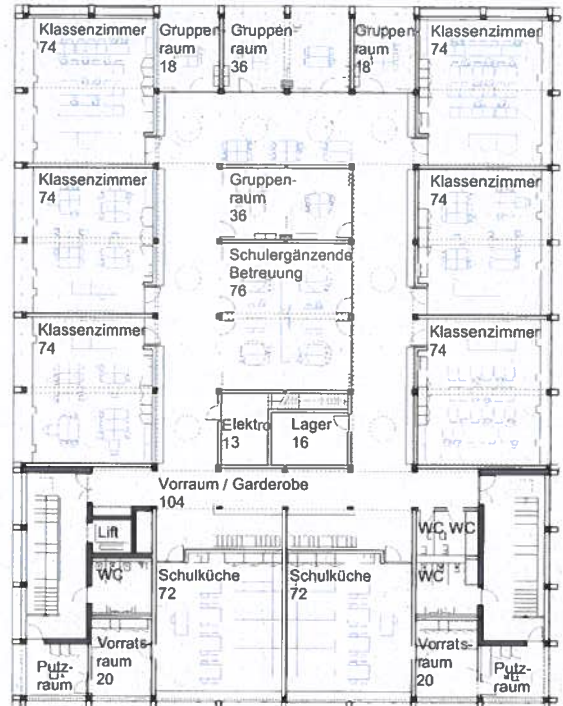 Klassenzimmer
74
Gruppen
raum
18
Gruppen
raum
36
Gruppen
raum
18
Klassenzimmer
74
Klassenzimmer
74
Gruppen-
raum
36
Klassenzimmer
74
Schulergänzende
Betreuung
76
Klassenzimmer
74
Klassenzimmer
74
Elektro
13
Lager
16
Vorraum / Garderobe
104
Lift
WC
WC
WC
WC
Schulküche
72
Schulküche
72
Vorrats
raum
20
Vorrats-
raum
20
Putz-
raum
Putz-
raum